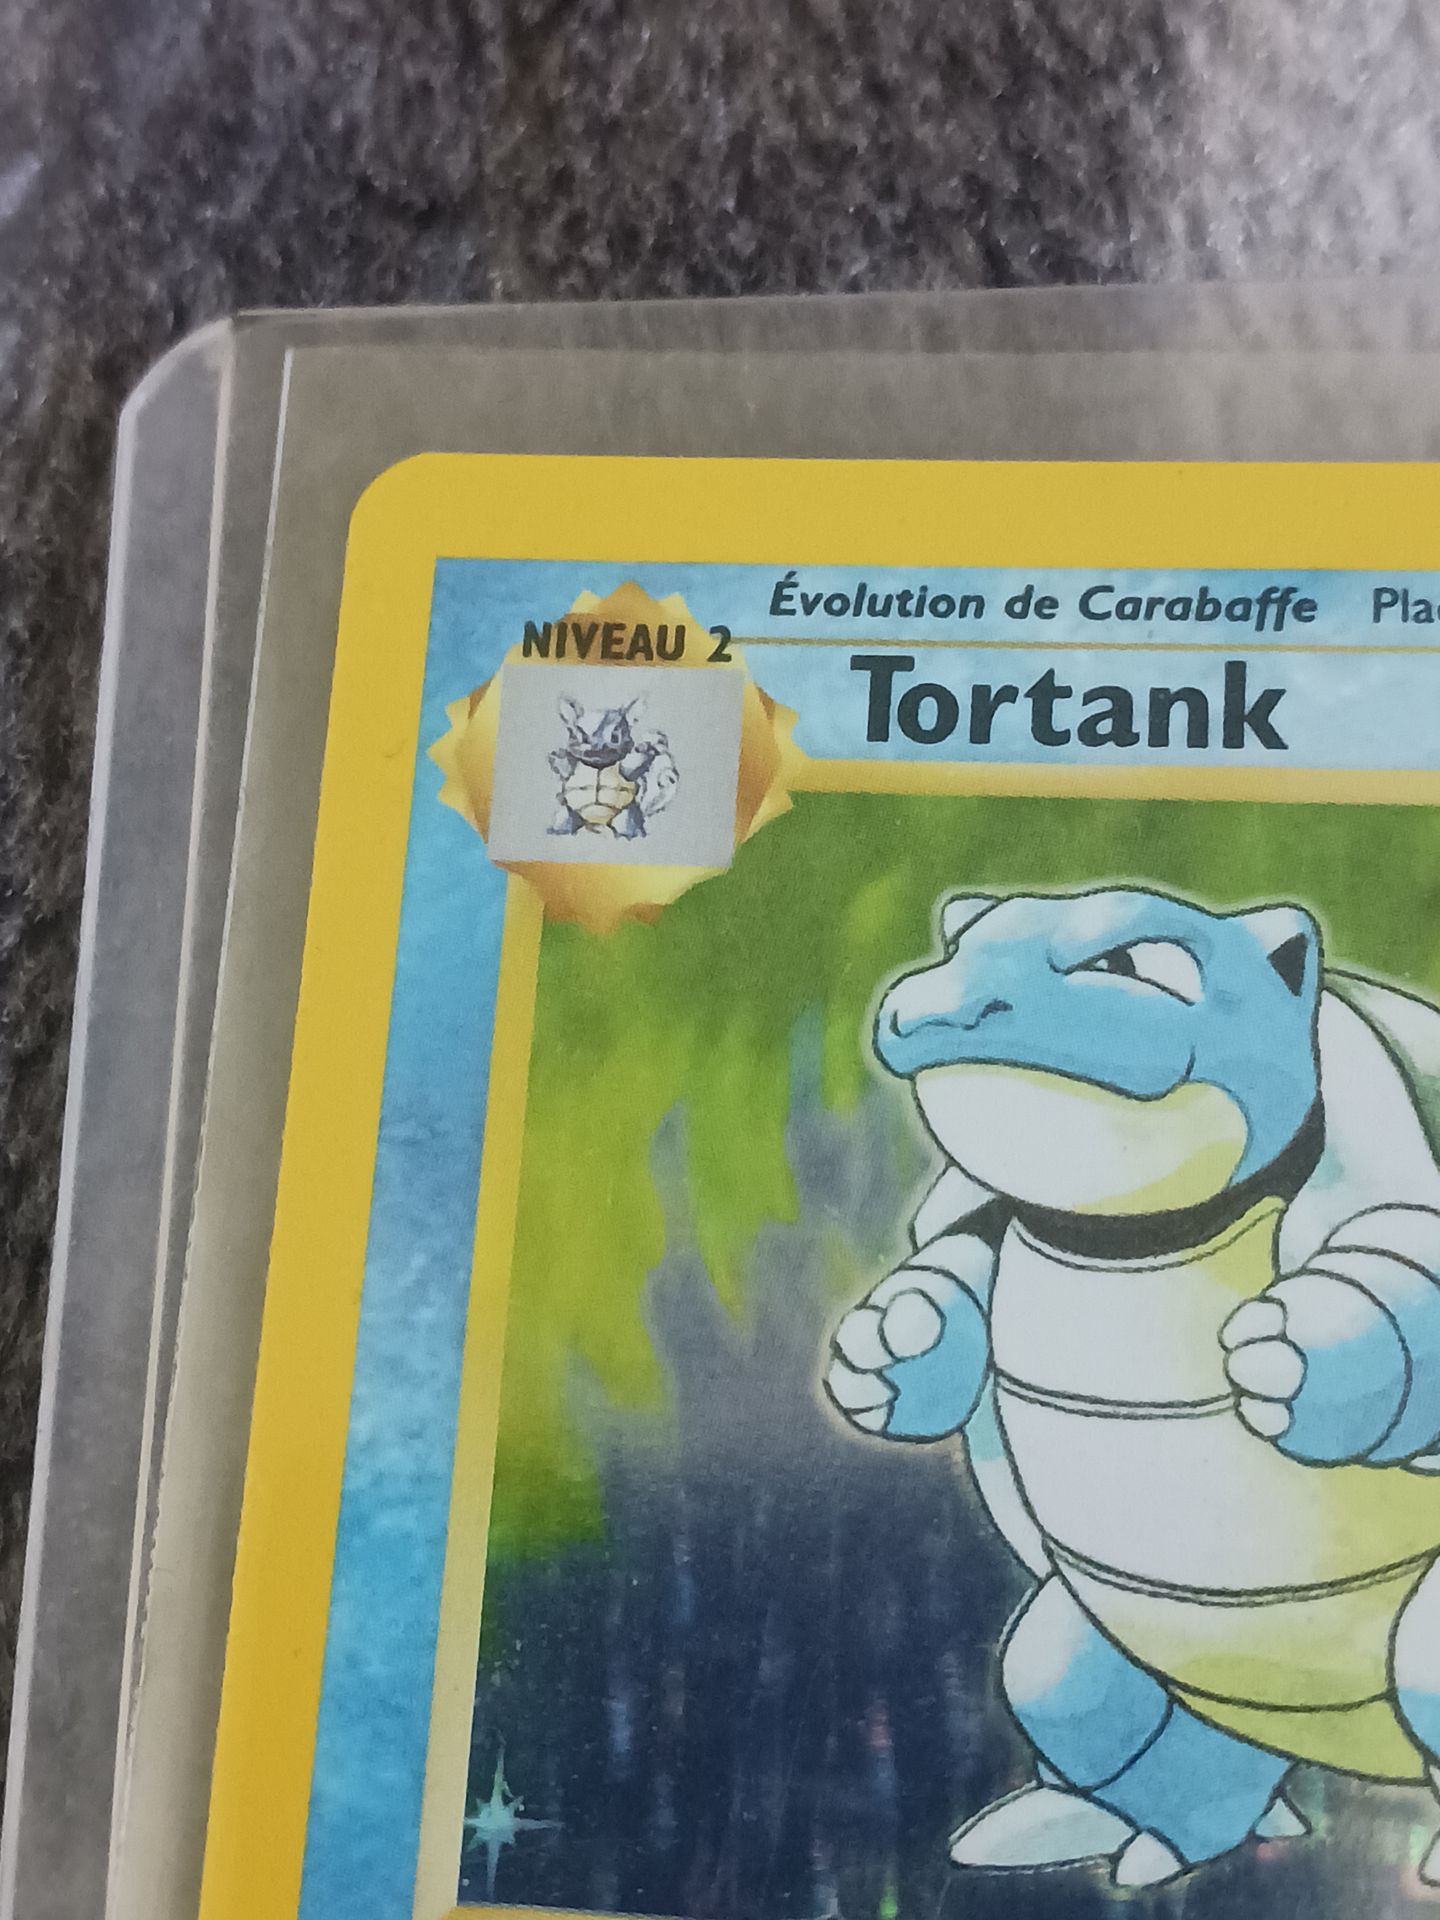 Évolution de Carabaffe
NIVEAU 2
Tortank